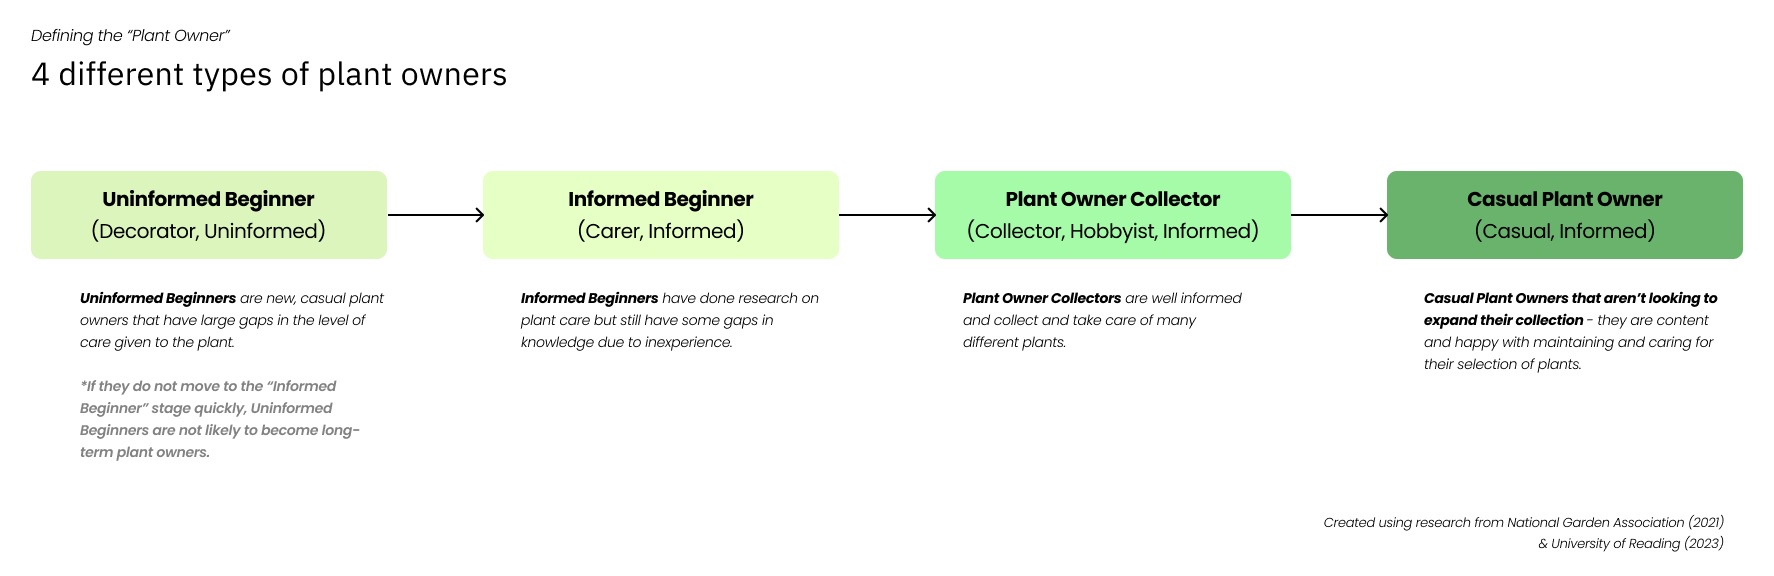 Defining the “Plant Owner”
4 different types of plant owners
Uninformed Beginner
(Decorator, Uninformed)
Informed Beginner
(Carer, Informed)
Plant Owner Collector
(Collector, Hobbyist, Informed)
Casual Plant Owner
(Casual, Informed)
Uninformed Beginners are new, casual plant
owners that have large gaps in the level of
care given to the plant.
*If they do not move to the “Informed
Beginner” stage quickly, Uninformed
Beginners are not likely to become long-
term plant owners.
Informed Beginners have done research on
plant care but still have some gaps in
knowledge due to inexperience.
Plant Owner Collectors are well informed
and collect and take care of many
different plants.
Casual Plant Owners that aren’t looking to
expand their collection - they are content
and happy with maintaining and caring for
their selection of plants.
Created using research from National Garden Association (2021)
& University of Reading (2023)